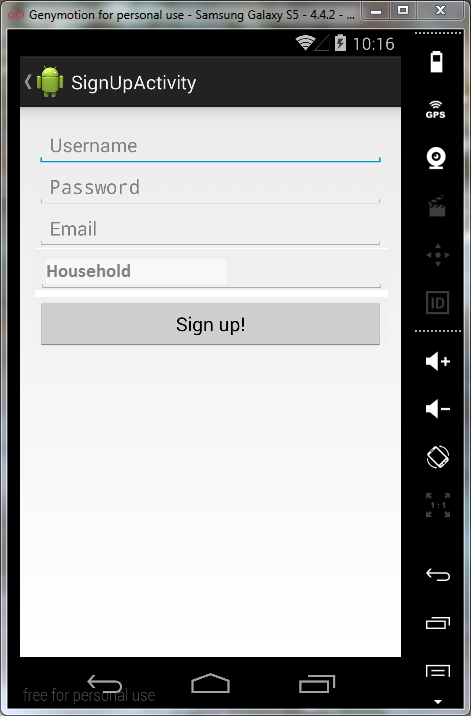 Genymotion for personal use - Samsung Galaxy S5 - 4.4.2 - ...
10:16
SignUpActivity
GPS
Username
Password
Email
ID
Household
Sign up!
1:1
free for personal use